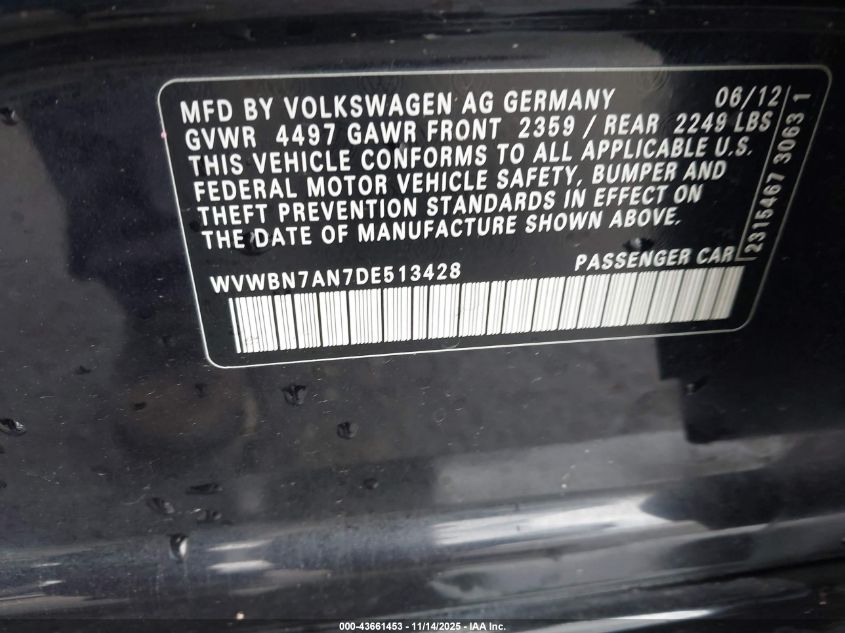 MFD BY VOLKSWAGEN AG GERMANY 06/12
GVWR 4497 GAWR FRONT 2359 / REAR 2249 LBS
THIS VEHICLE CONFORMS TO ALL APPLICABLE U.S.
FEDERAL MOTOR VEHICLE SAFETY, BUMPER AND
THEFT PREVENTION STANDARDS IN EFFECT ON
THE DATE OF MANUFACTURE SHOWN ABOVE.
WVWBN7AN7DE513428 PASSENGER CAR
2315467 3063 1
000-43661453 - 11/14/2025 - IAA Inc.